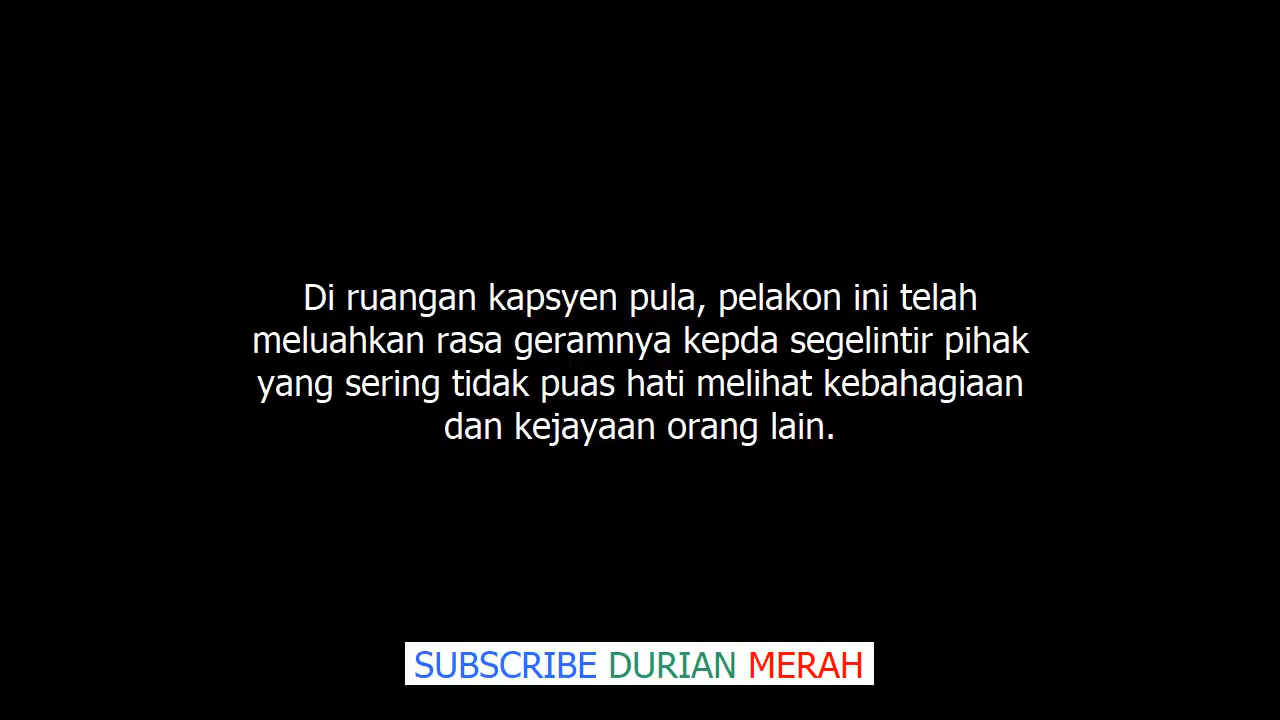 Di ruangan kapsyen pula, pelakon ini telah
meluahkan rasa geramnya kepda segelintir pihak
yang sering tidak puas hati melihat kebahagiaan
dan kejayaan orang lain.
SUBSCRIBE DURIAN MERAH